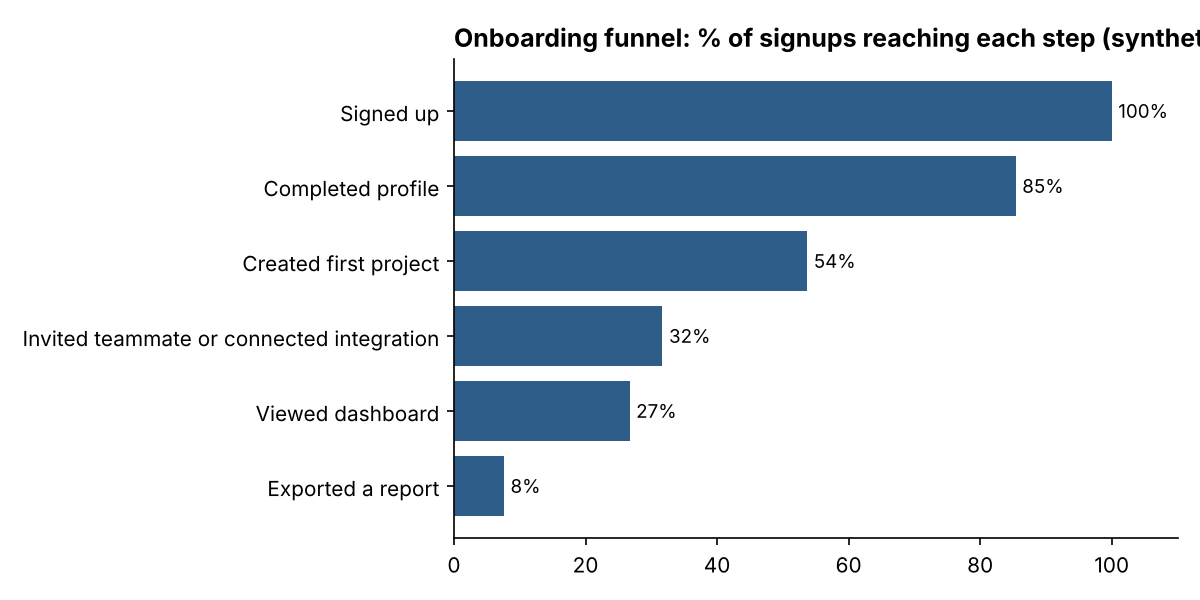 Onboarding funnel: % of signups reaching each step (synthet
Signed up
100%
Completed profile
85%
Created first project
54%
Invited teammate or connected integration
32%
Viewed dashboard
27%
Exported a report
8%
0 20 40 60 80 100